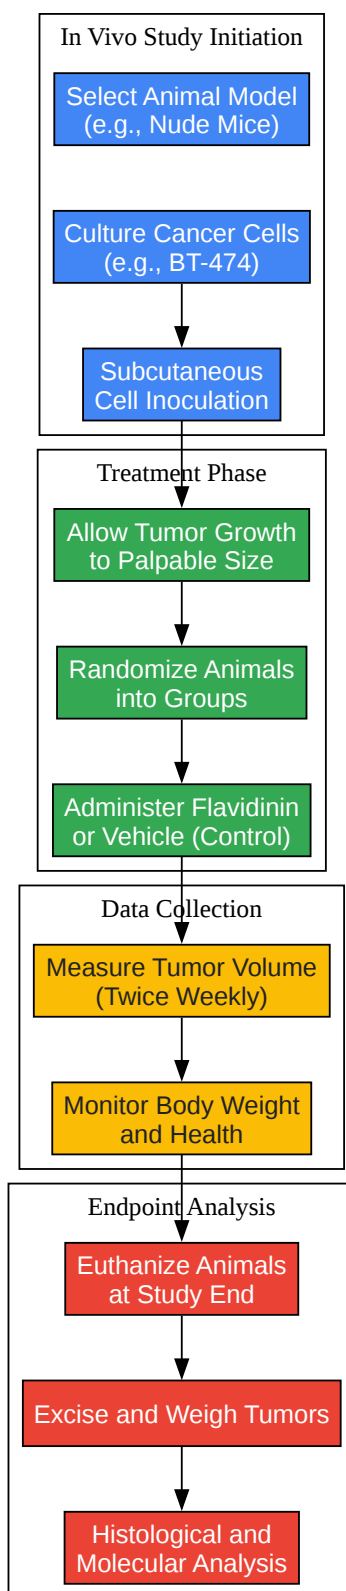 In Vivo Study Initiation
Select Animal Model
(e.g., Nude Mice)
Culture Cancer Cells
(e.g., BT-474)
Subcutaneous
Cell Inoculation
Treatment Phase
Allow Tumor Growth
to Palpable Size
Randomize Animals
into Groups
Administer Flavidinin
or Vehicle (Control)
Data Collection
Measure Tumor Volume
(Twice Weekly)
Monitor Body Weight
and Health
Endpoint Analysis
Euthanize Animals
at Study End
Excise and Weigh Tumors
Histological and
Molecular Analysis